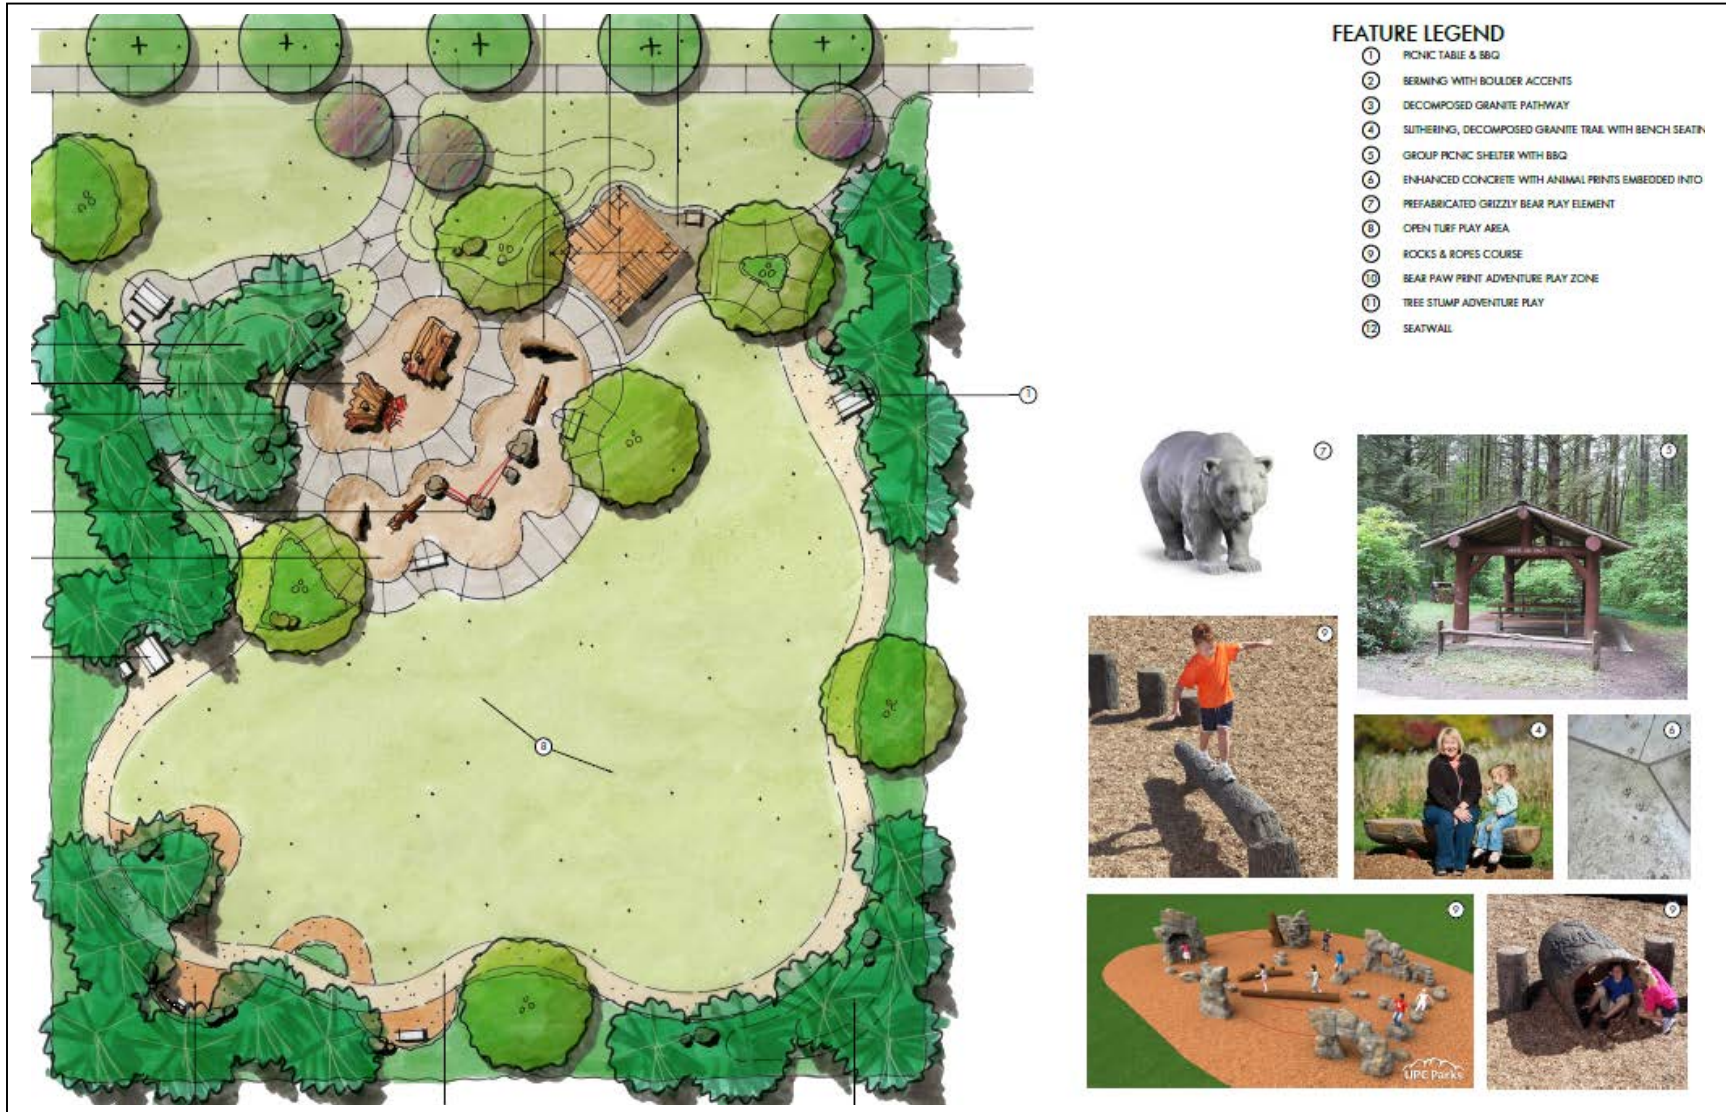 FEATURE LEGEND
1 PICNIC TABLE & BBQ
2 BERMING WITH BOULDER ACCENTS
3 DECOMPOSED GRANITE PATHWAY
4 SLITHERING, DECOMPOSED GRANITE TRAIL WITH BENCH SEATIN
5 GROUP PICNIC SHELTER WITH BBQ
6 ENHANCED CONCRETE WITH ANIMAL PRINTS EMBEDDED INTO
7 PREFABRICATED GRIZZLY BEAR PLAY ELEMENT
8 OPEN TURF PLAY AREA
9 ROCKS & ROPES COURSE
10 BEAR PAW PRINT ADVENTURE PLAY ZONE
11 TREE STUMP ADVENTURE PLAY
12 SEATWALL
1
7
5
9
8
4
6
9
9
UPC Parks